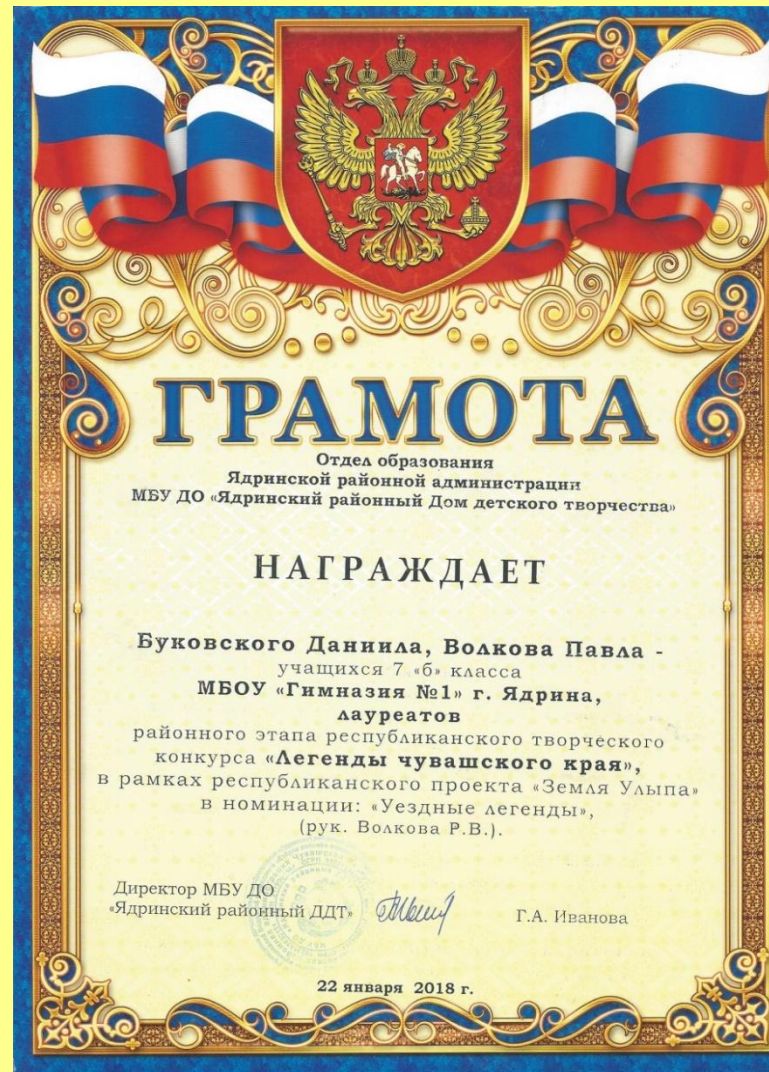 ГРАМОТА
Отдел образования
Ядринской районной администрации
МБУ ДО «Ядринский районный Дом детского творчества»
НАГРАЖДАЕТ
Буковского Даниила, Волкова Павла -
учащихся 7 «б» класса
МБОУ «Гимназия №1» г. Ядрина,
лауреатов
районного этапа республиканского творческого
конкурса «Легенды чувашского края»,
в рамках республиканского проекта «Земля Улыпа»
в номинации: «Уездные легенды»,
(рук. Волкова Р.В.).
Директор МБУ ДО
«Ядринский районный ДДТ»
Г.А. Иванова
22 января 2018 г.